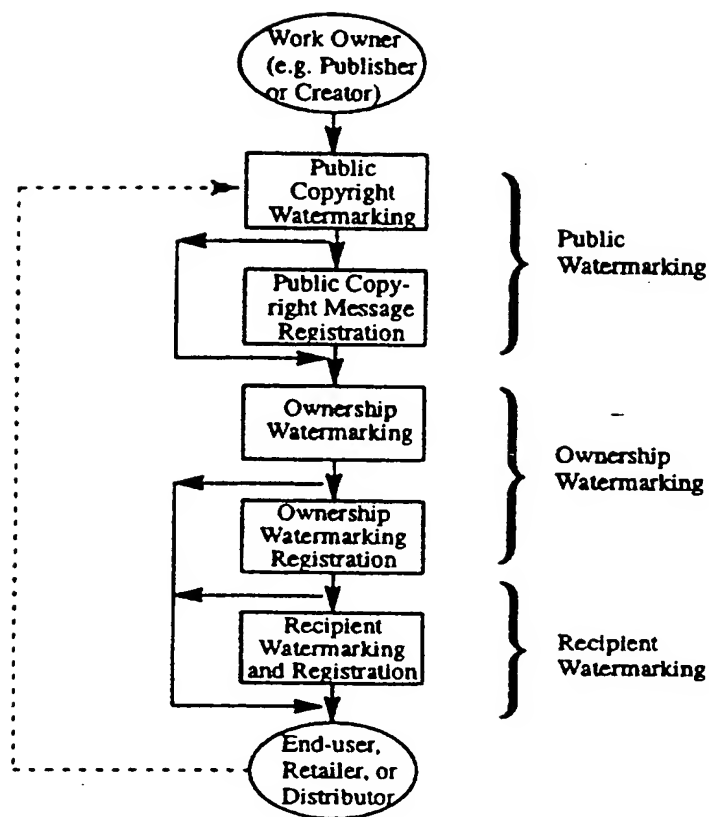 Work Owner
(e.g. Publisher
or Creator)
Public
Copyright
Watermarking
Public Copy-
right Message
Registration
Public
Watermarking
Ownership
Watermarking
Ownership
Watermarking
Registration
Ownership
Watermarking
Recipient
Watermarking
and Registration
Recipient
Watermarking
End-user,
Retailer, or
Distributor